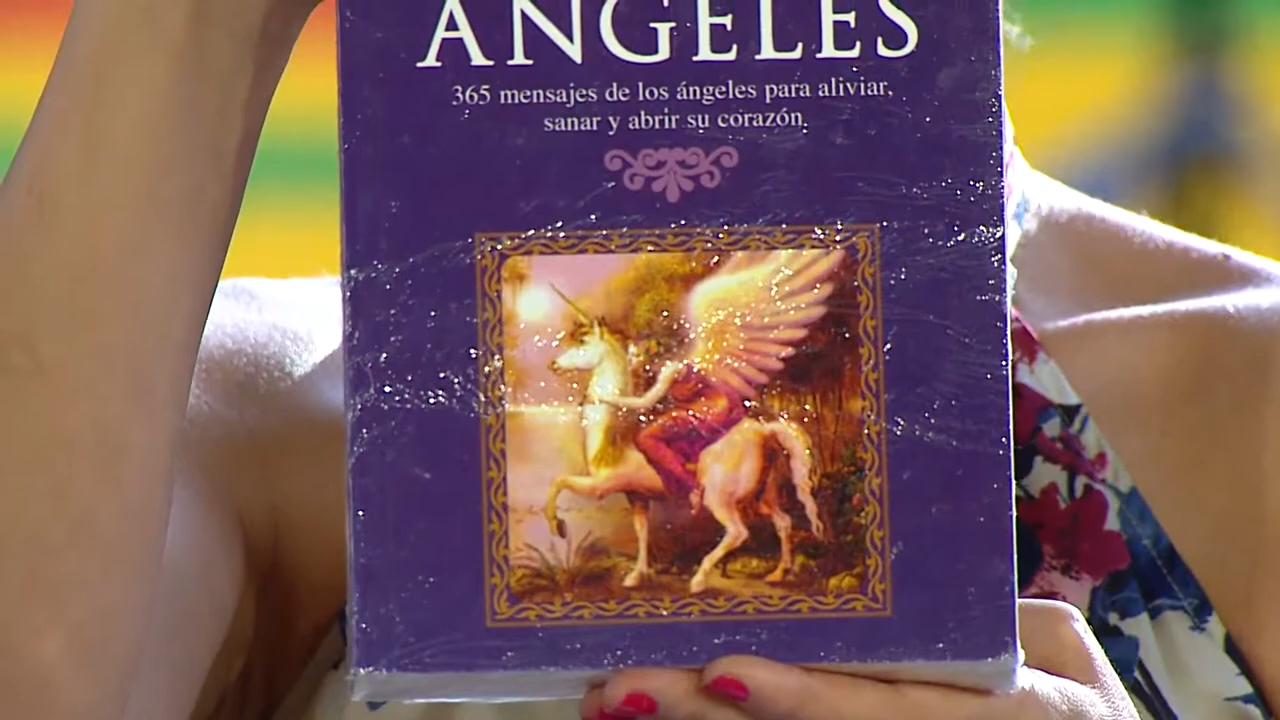 ÁNGELES
365 mensajes de los ángeles para aliviar,
sanar y abrir su corazón.